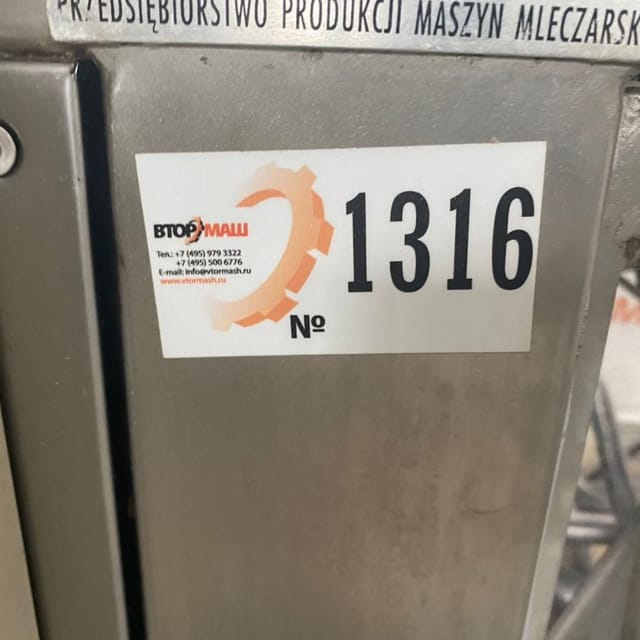 PRZEDSIĘBIORSTWO PRODUKCJI MASZYN
ВТОРМАШ
Тел.: +7 (495) 979 3322
+7 (495) 500 6776
E-mail: info@vtormash.ru
www.vtormash.ru
№
1316